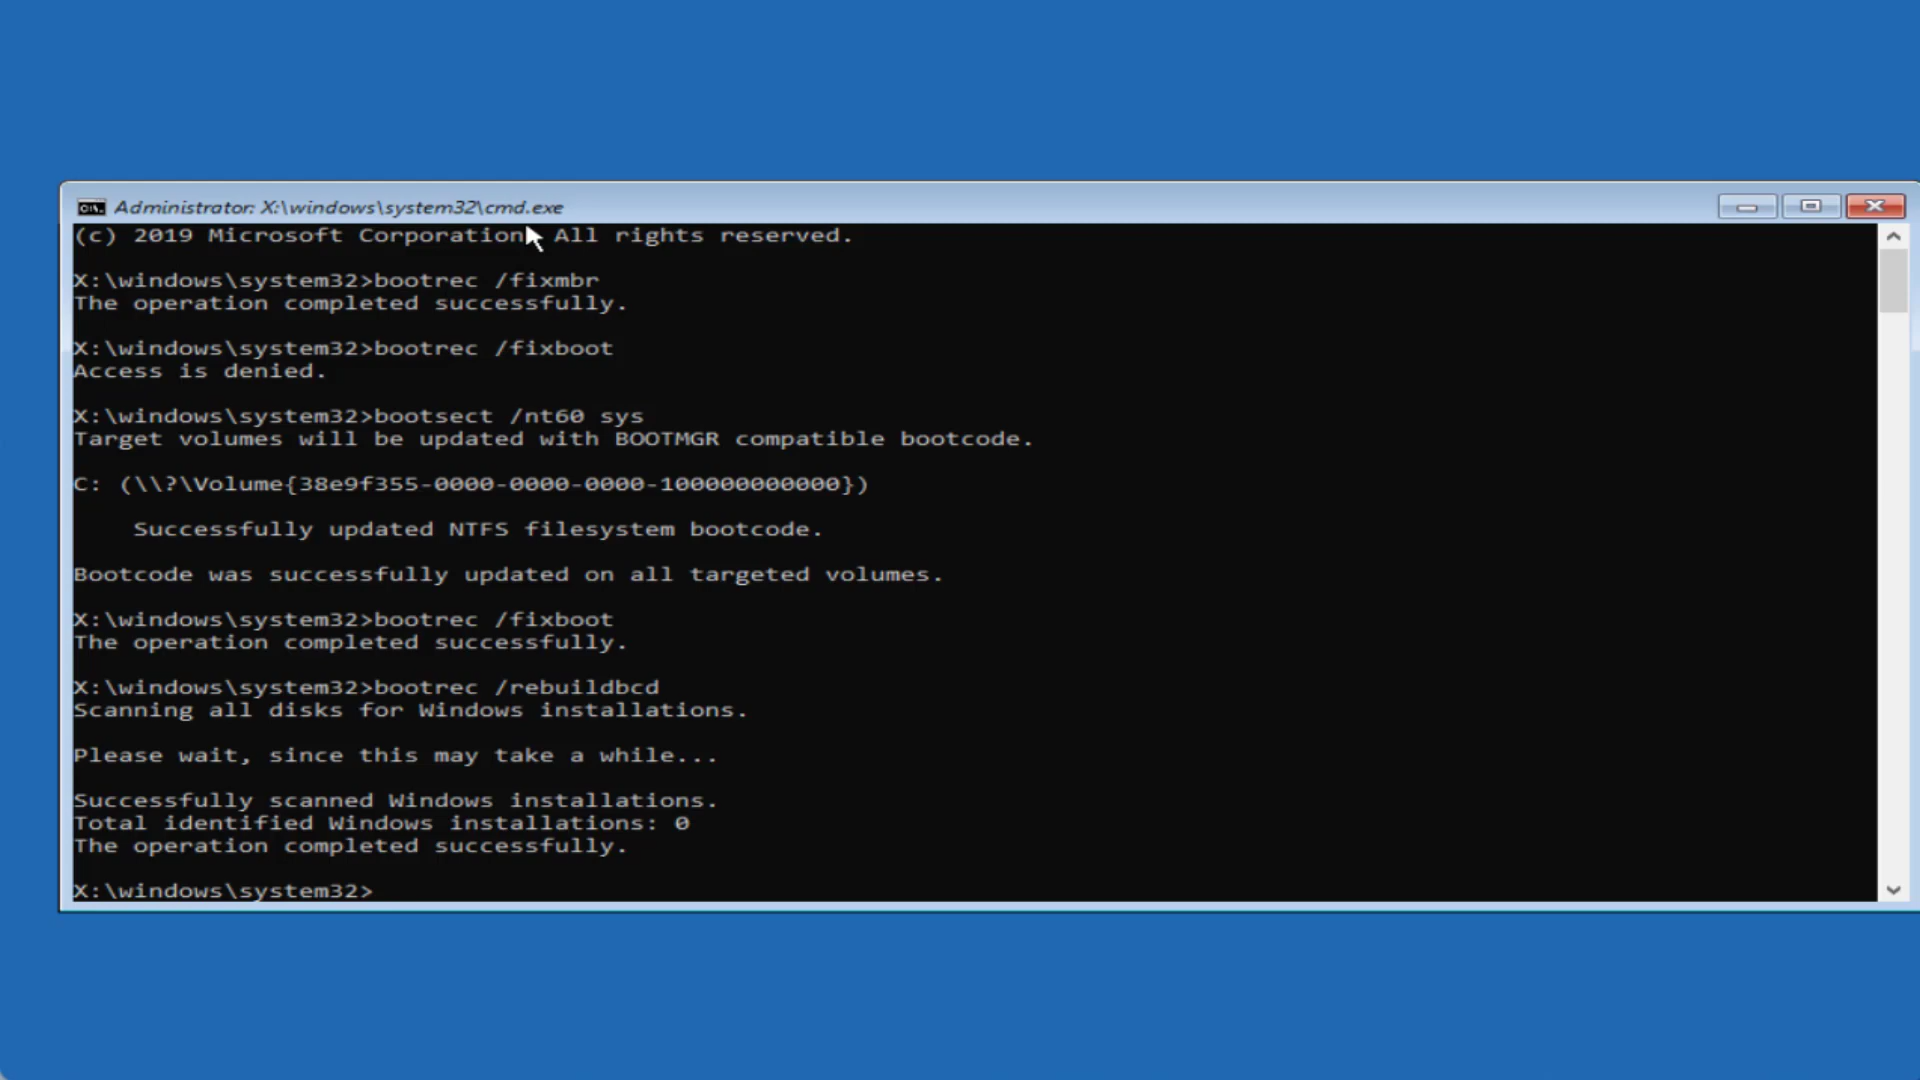 Administrator: X:\windows\system32\cmd.exe
(c) 2019 Microsoft Corporation. All rights reserved.
X:\windows\system32>bootrec /fixmbr
The operation completed successfully.
X:\windows\system32>bootrec /fixboot
Access is denied.
X:\windows\system32>bootsect /nt60 sys
Target volumes will be updated with BOOTMGR compatible bootcode.
C: (\\?\Volume{38e9f355-0000-0000-0000-100000000000})
Successfully updated NTFS filesystem bootcode.
Bootcode was successfully updated on all targeted volumes.
X:\windows\system32>bootrec /fixboot
The operation completed successfully.
X:\windows\system32>bootrec /rebuildbcd
Scanning all disks for Windows installations.
Please wait, since this may take a while...
Successfully scanned Windows installations.
Total identified Windows installations: 0
The operation completed successfully.
X:\windows\system32>